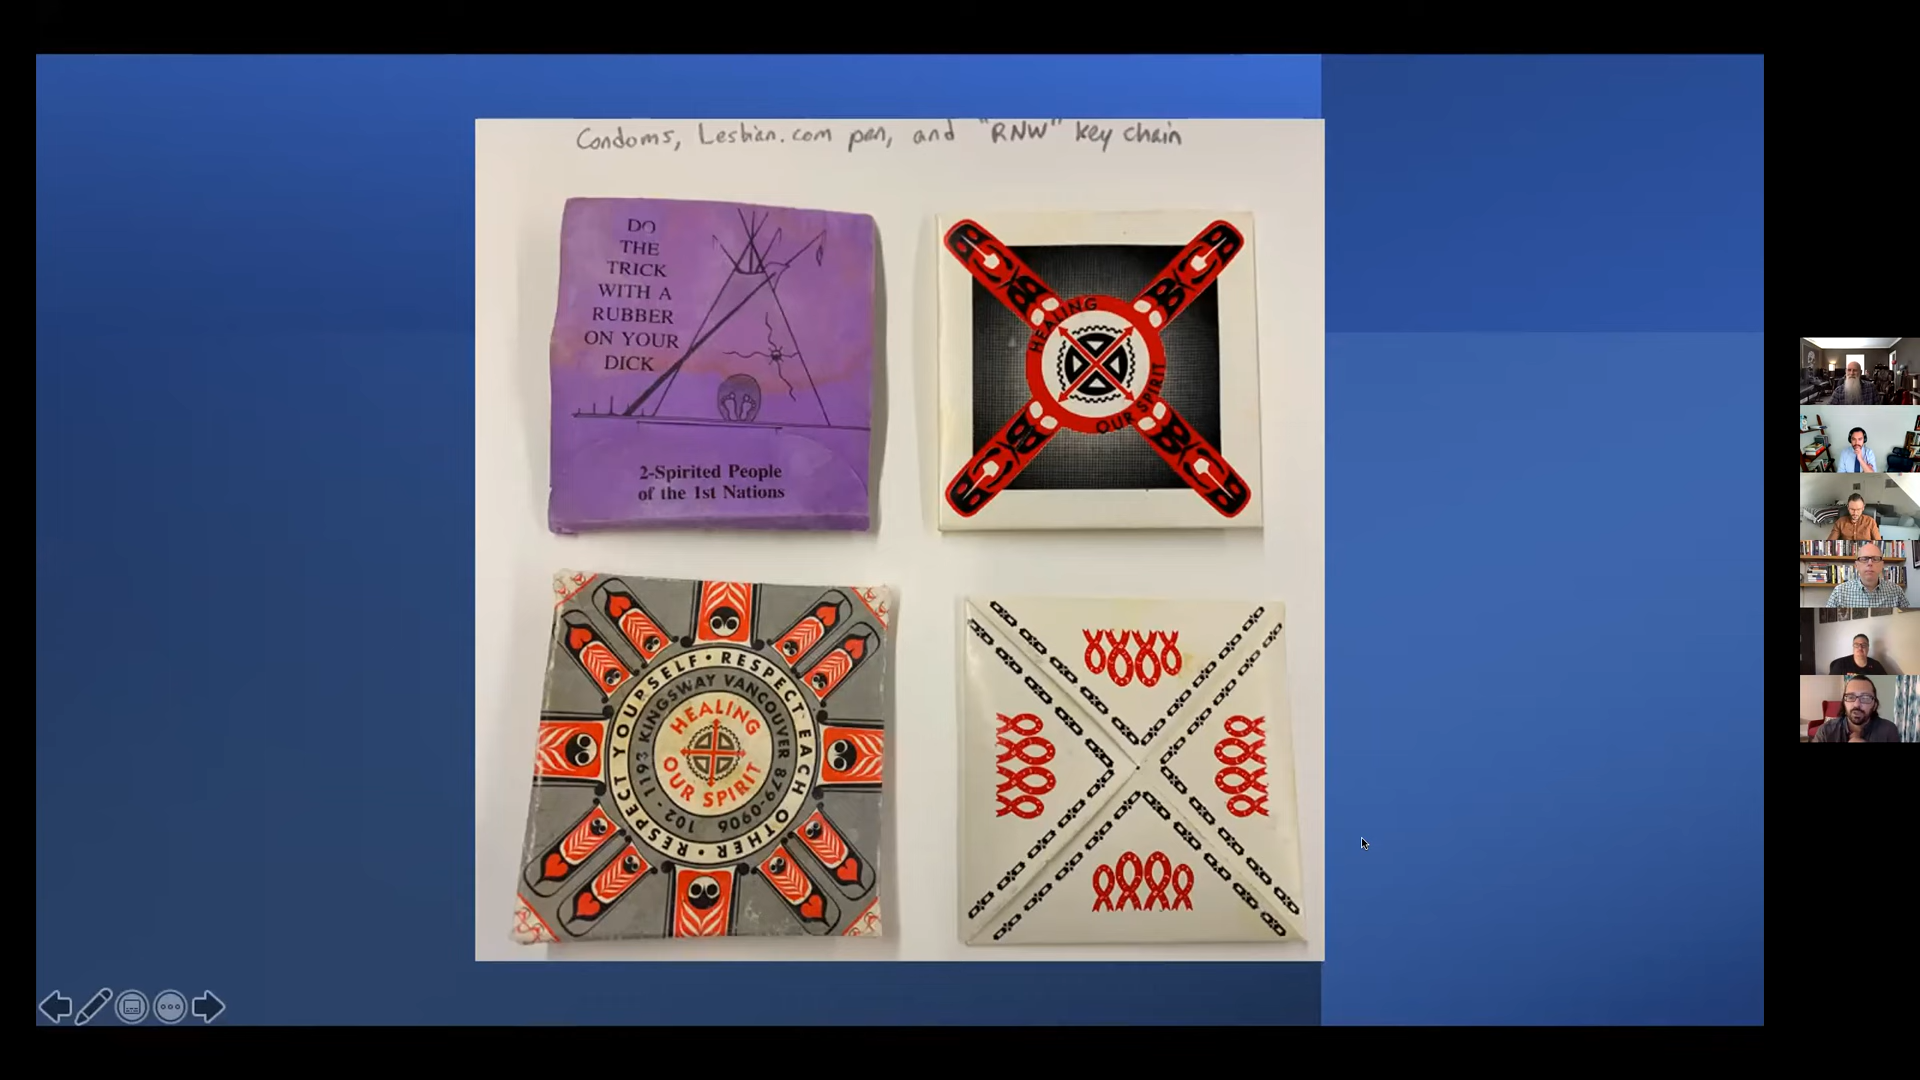 Condoms, Lesbian.com pen, and "RNW" key chain
DO
THE
TRICK
WITH A
RUBBER
ON YOUR
DICK
2-Spirited People
of the 1st Nations
HEALING
OUR SPIRIT
RESPECT YOURSELF • RESPECT EACH OTHER •
102 - 1193 KINGSWAY VANCOUVER 879-0906
HEALING
OUR SPIRIT